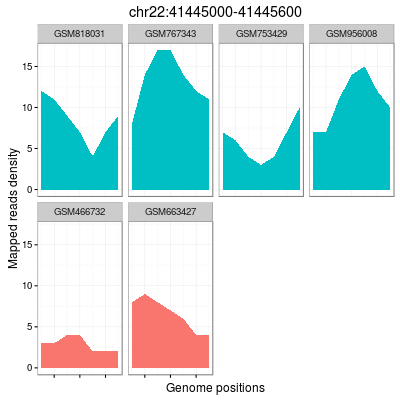 chr22:41445000-41445600
GSM818031 GSM767343 GSM753429 GSM956008
15
10
5
0
GSM466732 GSM663427
15
10
5
0
Mapped reads density
Genome positions